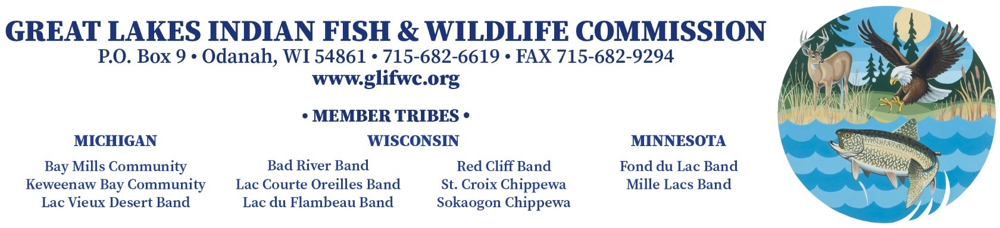 GREAT LAKES INDIAN FISH & WILDLIFE COMMISSION
P.O. Box 9 • Odanah, WI 54861 • 715-682-6619 • FAX 715-682-9294
www.glifwc.org
• MEMBER TRIBES •
MICHIGAN
Bay Mills Community
Keweenaw Bay Community
Lac Vieux Desert Band
WISCONSIN
Bad River Band
Lac Courte Oreilles Band
Lac du Flambeau Band
Red Cliff Band
St. Croix Chippewa
Sokaogon Chippewa
MINNESOTA
Fond du Lac Band
Mille Lacs Band